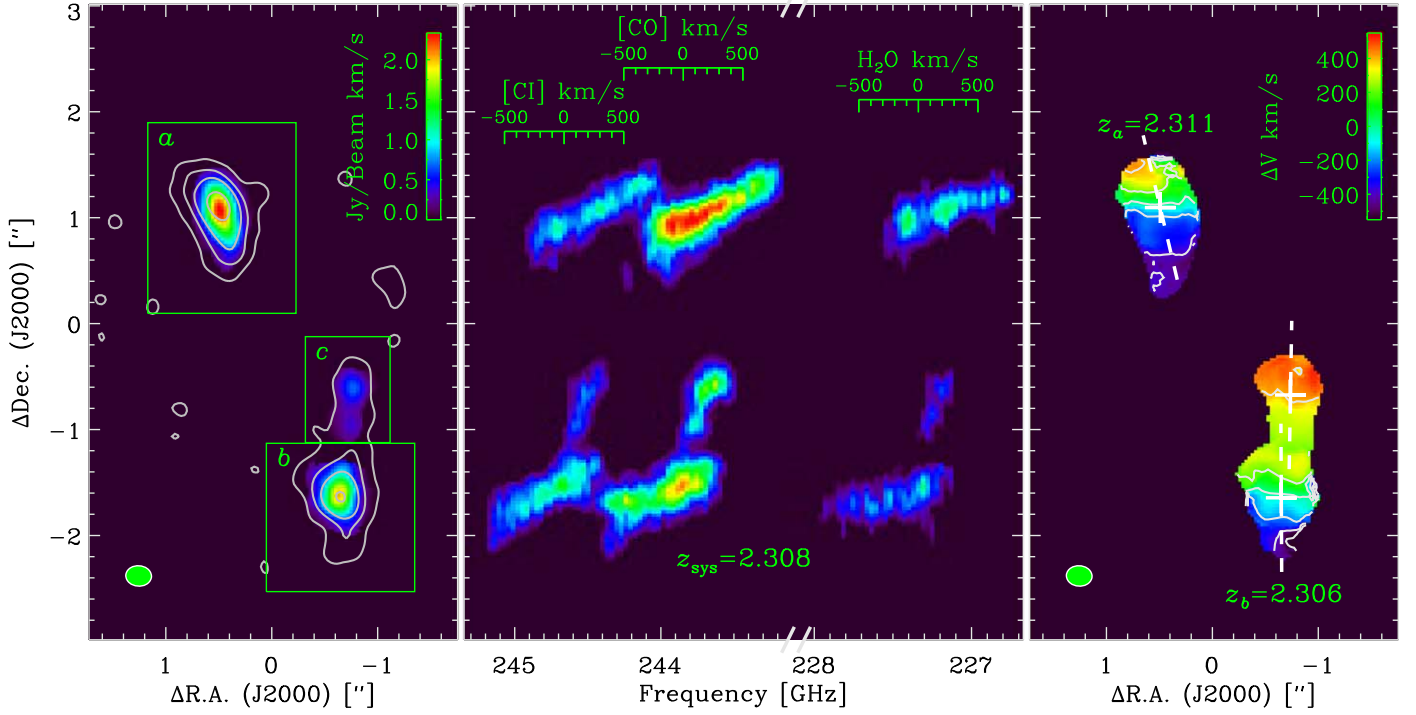 ΔDec. (J2000) ["]
3
2
1
0
−1
−2
a
c
b
Jy/Beam km/s
2.0
1.5
1.0
0.5
0.0
1
0
−1
ΔR.A. (J2000) ["]
[CO] km/s
−500 0 500
[CI] km/s
−500 0 500
H₂O km/s
−500 0 500
z_sys=2.308
245
244
228
227
Frequency [GHz]
z_a=2.311
ΔV km/s
400
200
0
−200
−400
z_b=2.306
1
0
−1
ΔR.A. (J2000) ["]